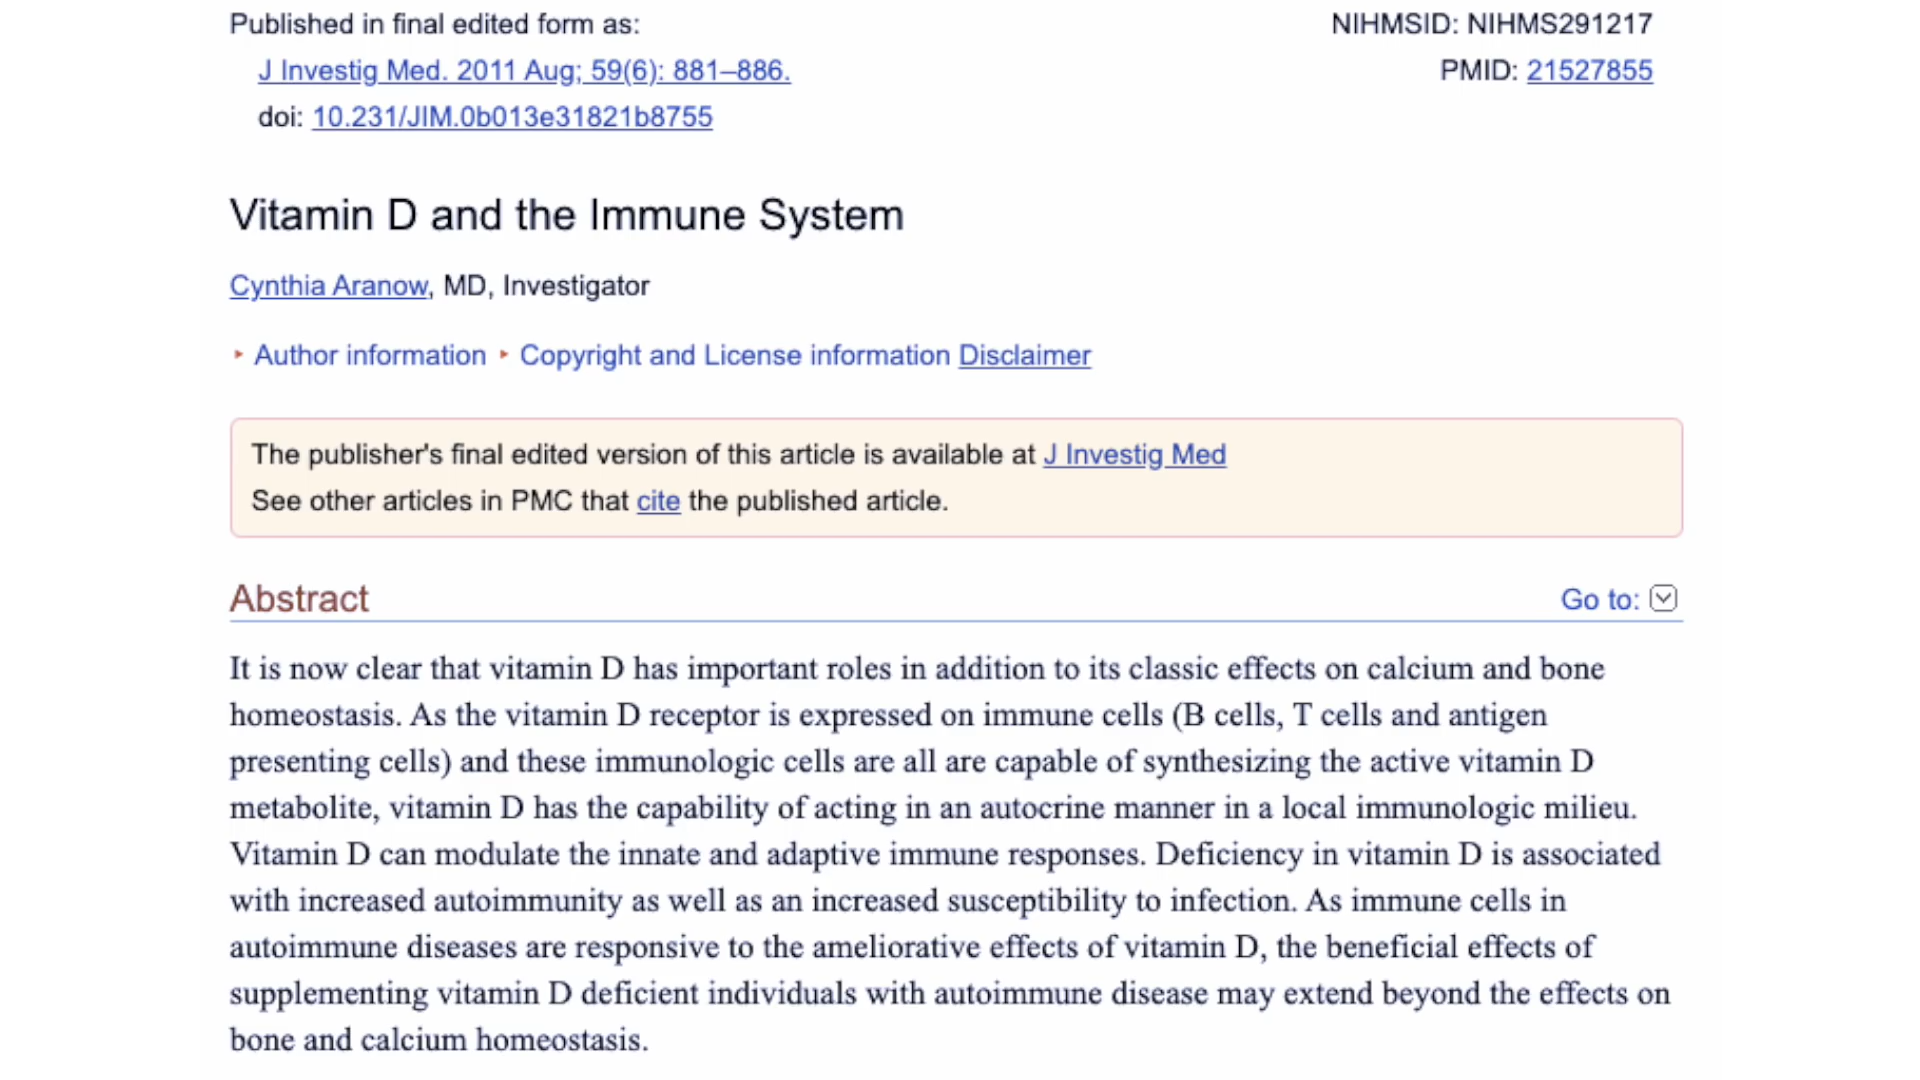 Published in final edited form as:
J Investig Med. 2011 Aug; 59(6): 881–886.
doi: 10.231/JIM.0b013e31821b8755
NIHMSID: NIHMS291217
PMID: 21527855
Vitamin D and the Immune System
Cynthia Aranow, MD, Investigator
Author information Copyright and License information Disclaimer
The publisher's final edited version of this article is available at J Investig Med
See other articles in PMC that cite the published article.
Abstract
Go to:
It is now clear that vitamin D has important roles in addition to its classic effects on calcium and bone
homeostasis. As the vitamin D receptor is expressed on immune cells (B cells, T cells and antigen
presenting cells) and these immunologic cells are all are capable of synthesizing the active vitamin D
metabolite, vitamin D has the capability of acting in an autocrine manner in a local immunologic milieu.
Vitamin D can modulate the innate and adaptive immune responses. Deficiency in vitamin D is associated
with increased autoimmunity as well as an increased susceptibility to infection. As immune cells in
autoimmune diseases are responsive to the ameliorative effects of vitamin D, the beneficial effects of
supplementing vitamin D deficient individuals with autoimmune disease may extend beyond the effects on
bone and calcium homeostasis.